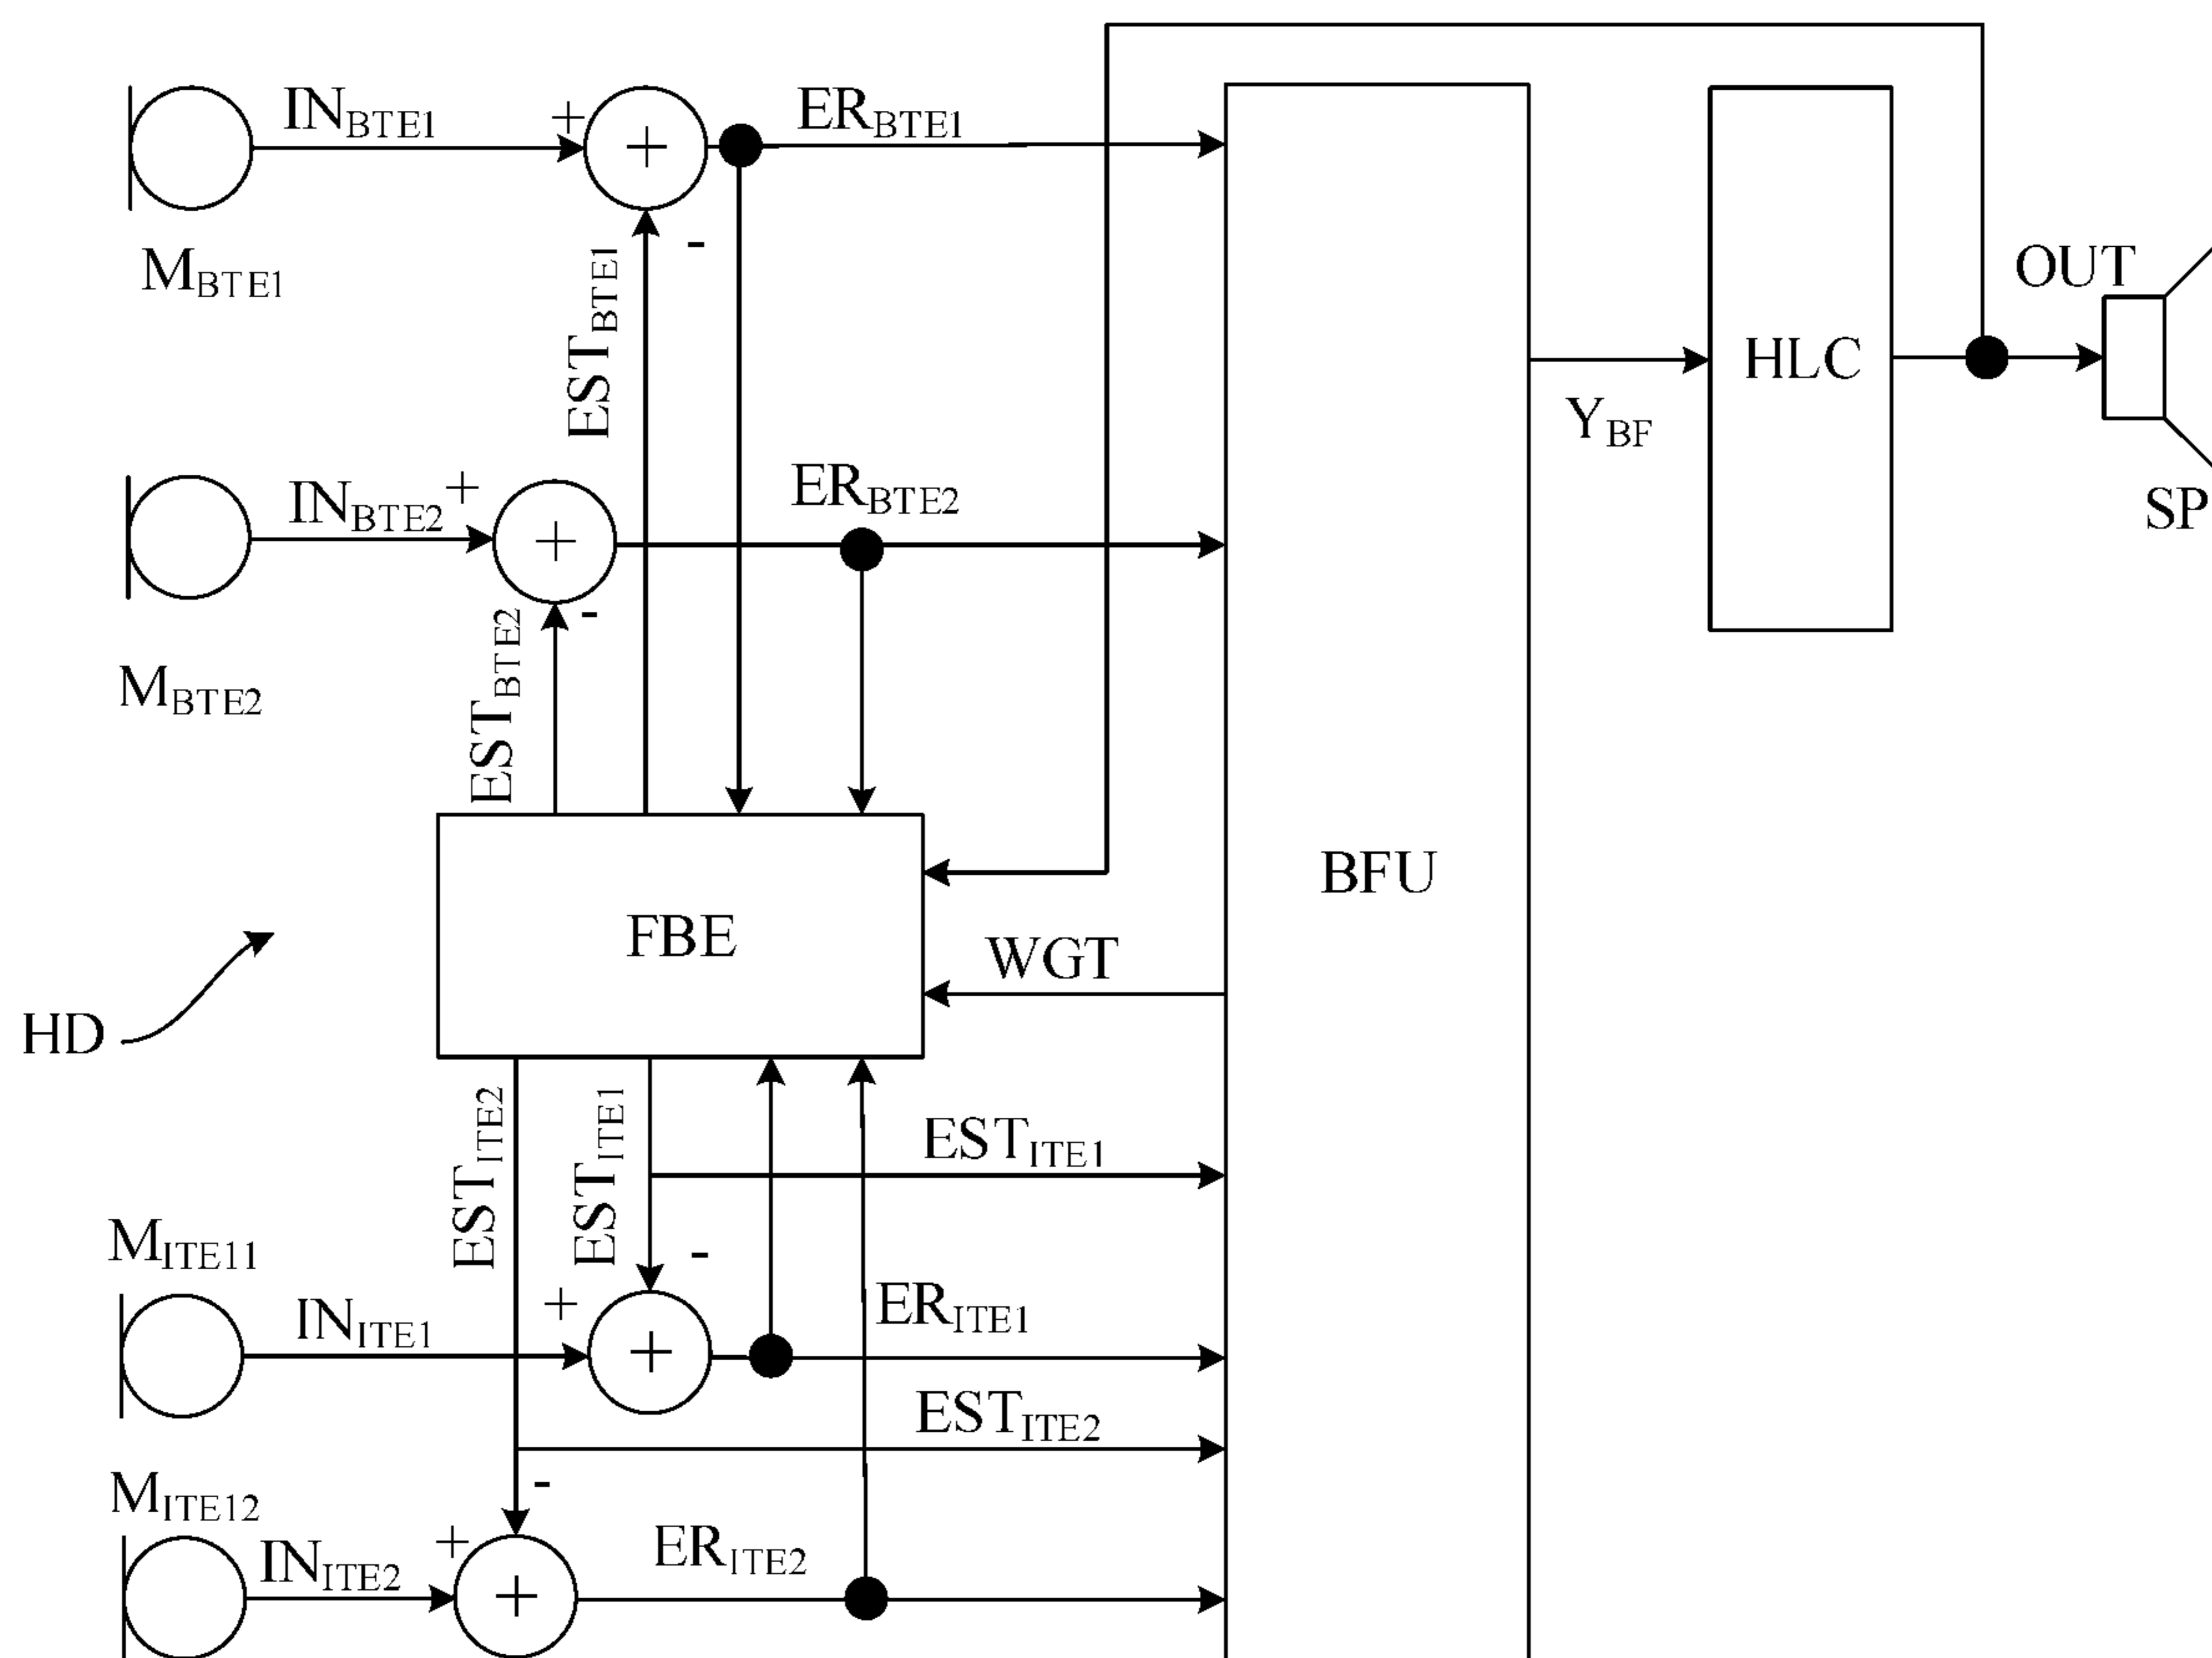 IN_BTE1
+
+
ER_BTE1
-
M_BTE1
EST_BTE1
OUT
HLC
Y_BF
SP
IN_BTE2
+
+
ER_BTE2
-
M_BTE2
EST_BTE2
BFU
FBE
WGT
HD
EST_ITE2
EST_ITE1
EST_ITE1
M_ITE11
-
IN_ITE1
+
+
ER_ITE1
EST_ITE2
-
M_ITE12
IN_ITE2
+
+
ER_ITE2